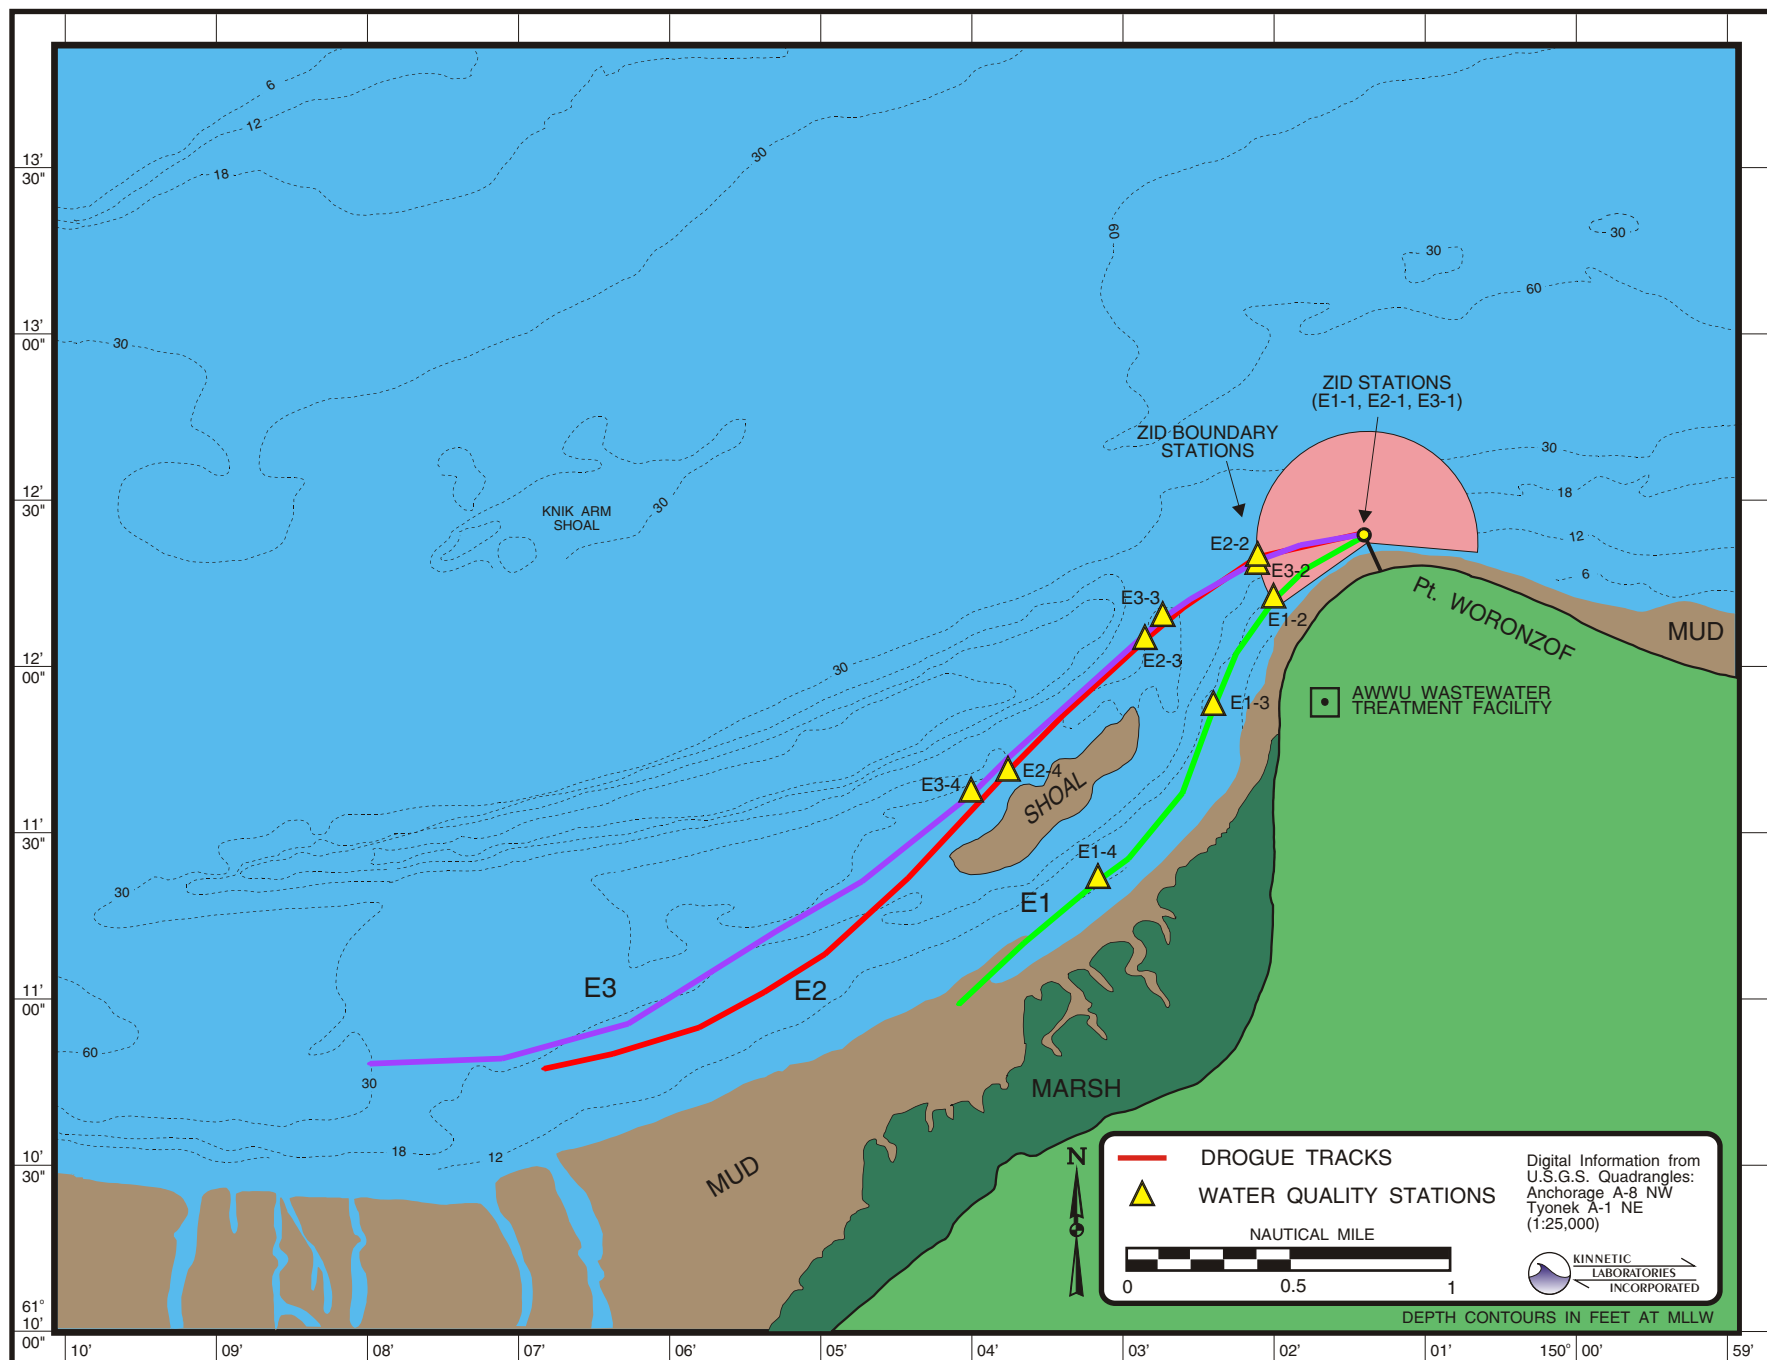 6
12
18
30
30
60
30
30
60
13'
30"
13'
00"
12'
30"
12'
00"
11'
30"
11'
00"
10'
30"
61°
10'
00"
ZID STATIONS
(E1-1, E2-1, E3-1)
ZID BOUNDARY
STATIONS
30
18
12
6
KNIK ARM
SHOAL
30
E2-2
E3-2
E1-2
E3-3
E2-3
E1-3
Pt. WORONZOF
MUD
AWWU WASTEWATER
TREATMENT FACILITY
30
E3-4
E2-4
SHOAL
E1-4
E1
30
E3
E2
60
30
18
12
MARSH
MUD
N
DROGUE TRACKS
WATER QUALITY STATIONS
NAUTICAL MILE
0
0.5
1
Digital Information from
U.S.G.S. Quadrangles:
Anchorage A-8 NW
Tyonek A-1 NE
(1:25,000)
KINNETIC
LABORATORIES
INCORPORATED
DEPTH CONTOURS IN FEET AT MLLW
10'
09'
08'
07'
06'
05'
04'
03'
02'
01'
150° 00'
59'